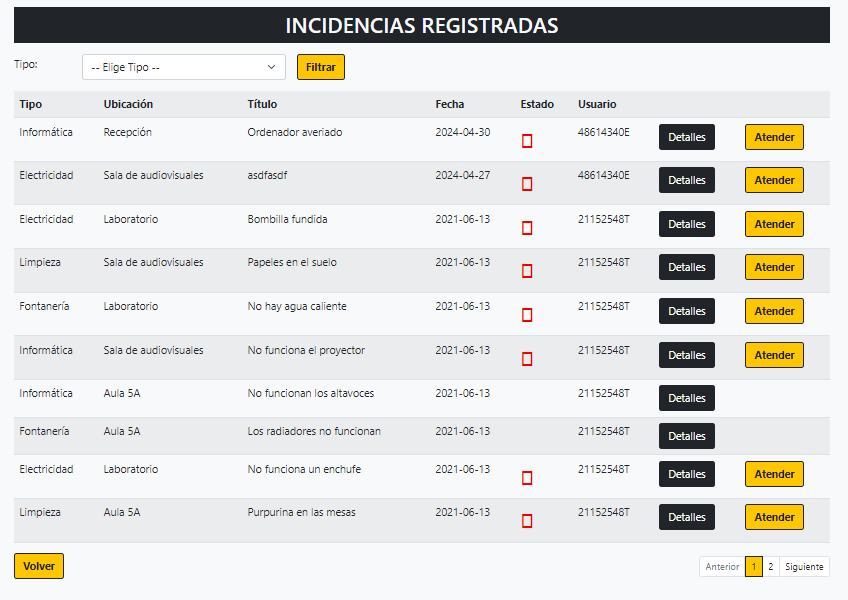 INCIDENCIAS REGISTRADAS
Tipo: -- Elige Tipo -- Filtrar
Tipo Ubicación Título Fecha Estado Usuario
Informática Recepción Ordenador averiado 2024-04-30 48614340E Detalles Atender
Electricidad Sala de audiovisuales asdfasdf 2024-04-27 48614340E Detalles Atender
Electricidad Laboratorio Bombilla fundida 2021-06-13 21152548T Detalles Atender
Limpieza Sala de audiovisuales Papeles en el suelo 2021-06-13 21152548T Detalles Atender
Fontanería Laboratorio No hay agua caliente 2021-06-13 21152548T Detalles Atender
Informática Sala de audiovisuales No funciona el proyector 2021-06-13 21152548T Detalles Atender
Informática Aula 5A No funcionan los altavoces 2021-06-13 21152548T Detalles
Fontanería Aula 5A Los radiadores no funcionan 2021-06-13 21152548T Detalles
Electricidad Laboratorio No funciona un enchufe 2021-06-13 21152548T Detalles Atender
Limpieza Aula 5A Purpurina en las mesas 2021-06-13 21152548T Detalles Atender
Volver Anterior 1 2 Siguiente